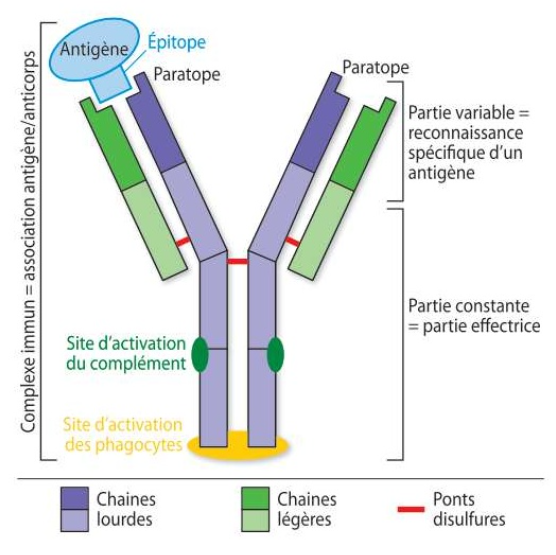 Antigène
Épitope
Paratope
Paratope
Partie variable =
reconnaissance
spécifique d'un
antigène
Complexe immun = association antigène/anticorps
Partie constante
= partie effectrice
Site d'activation
du complément
Site d'activation
des phagocytes
Chaines
lourdes
Chaines
légères
Ponts
disulfures